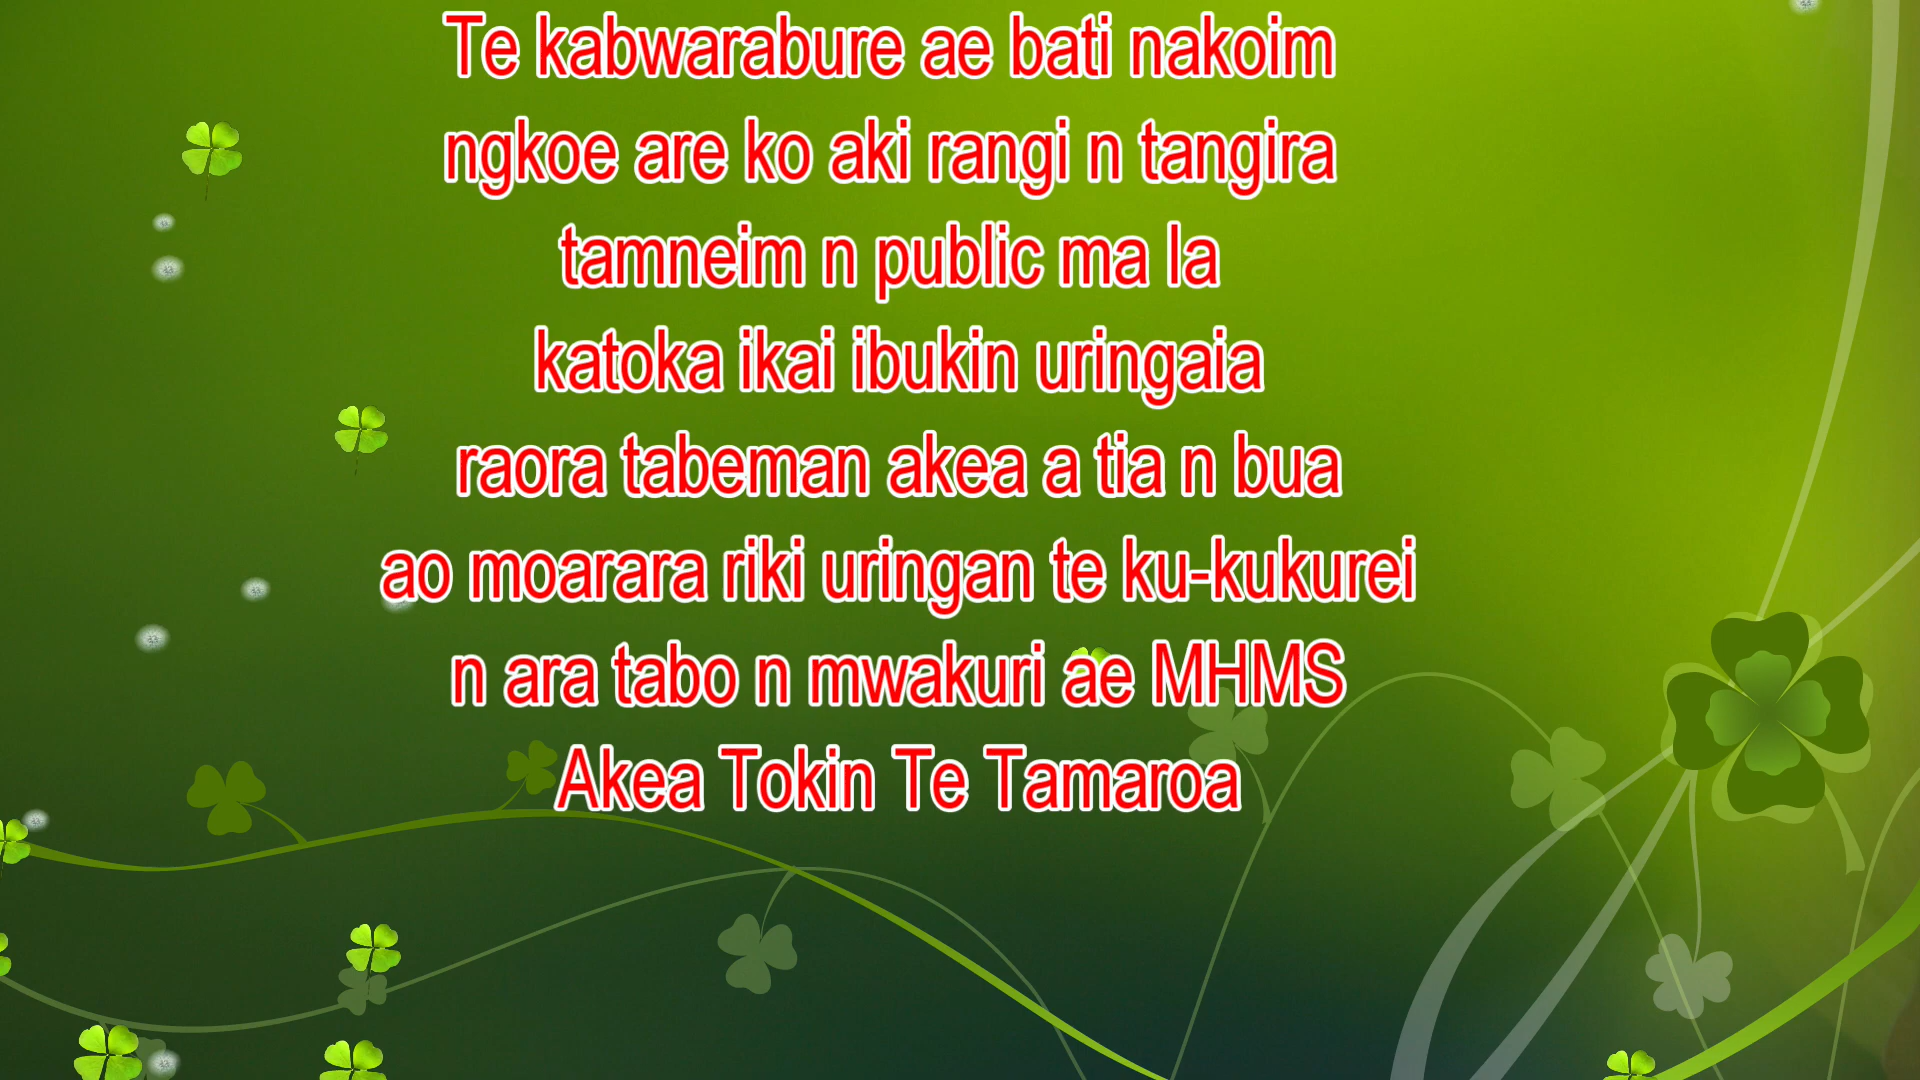 Te kabwarabure ae bati nakoim
ngkoe are ko aki rangi n tangira
tamneim n public ma Ia
katoka ikai ibukin uringaia
raora tabeman akea a tia n bua
ao moarara riki uringan te ku-kukurei
n ara tabo n mwakuri ae MHMS
Akea Tokin Te Tamaroa